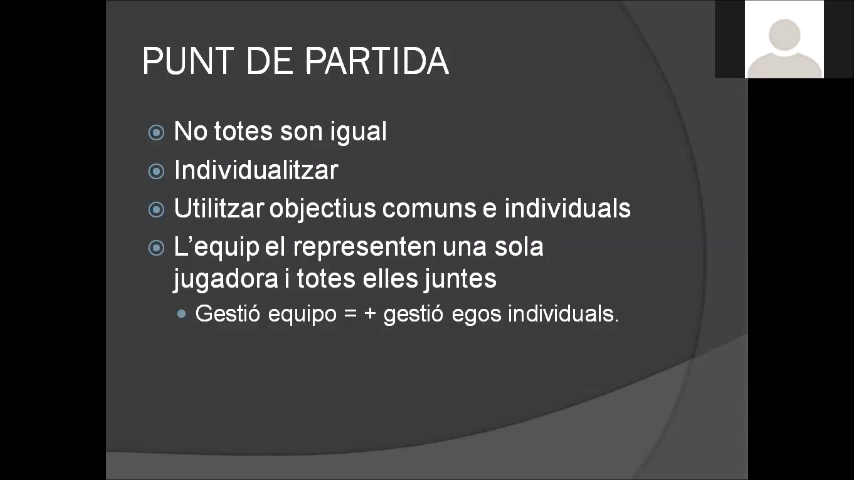 PUNT DE PARTIDA
No totes son igual
Individualitzar
Utilitzar objectius comuns e individuals
L’equip el representen una sola
jugadora i totes elles juntes
Gestió equipo = + gestió egos individuals.